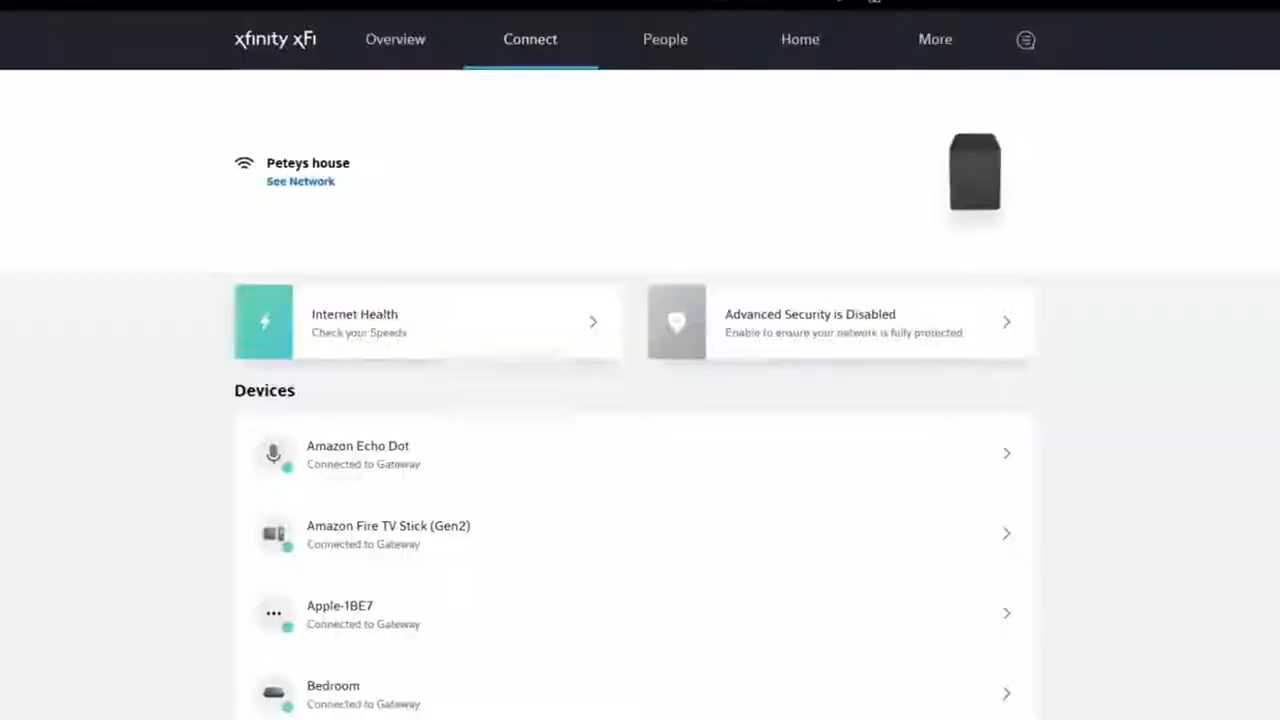 xfinity xFi Overview Connect People Home More
Peteys house
See Network
Internet Health
Check your Speeds
Advanced Security is Disabled
Enable to ensure your network is fully protected
Devices
Amazon Echo Dot
Connected to Gateway
Amazon Fire TV Stick (Gen2)
Connected to Gateway
Apple-1BE7
Connected to Gateway
Bedroom
Connected to Gateway